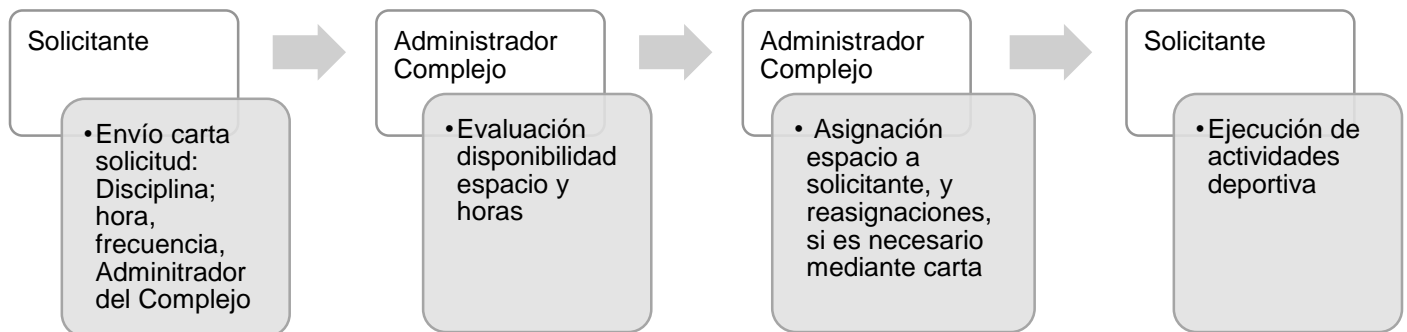 Solicitante
•Envío carta
solicitud:
Disciplina;
hora,
frecuencia,
Adminitrador
del Complejo
Administrador
Complejo
•Evaluación
disponibilidad
espacio y
horas
Administrador
Complejo
• Asignación
espacio a
solicitante, y
reasignaciones,
si es necesario
mediante carta
Solicitante
•Ejecución de
actividades
deportiva